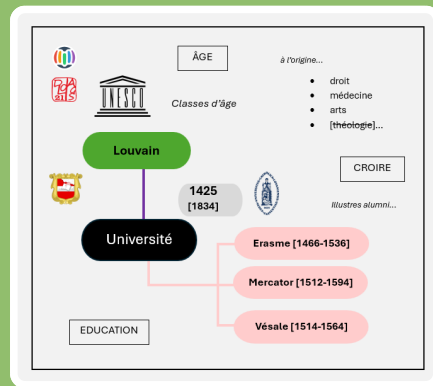 ÂGE
à l'origine...
droit
médecine
arts
[théologie]...
UNESCO
Classes d'âge
Louvain
CROIRE
1425
[1834]
Illustres alumni...
Université
Erasme [1466-1536]
Mercator [1512-1594]
Vésale [1514-1564]
EDUCATION